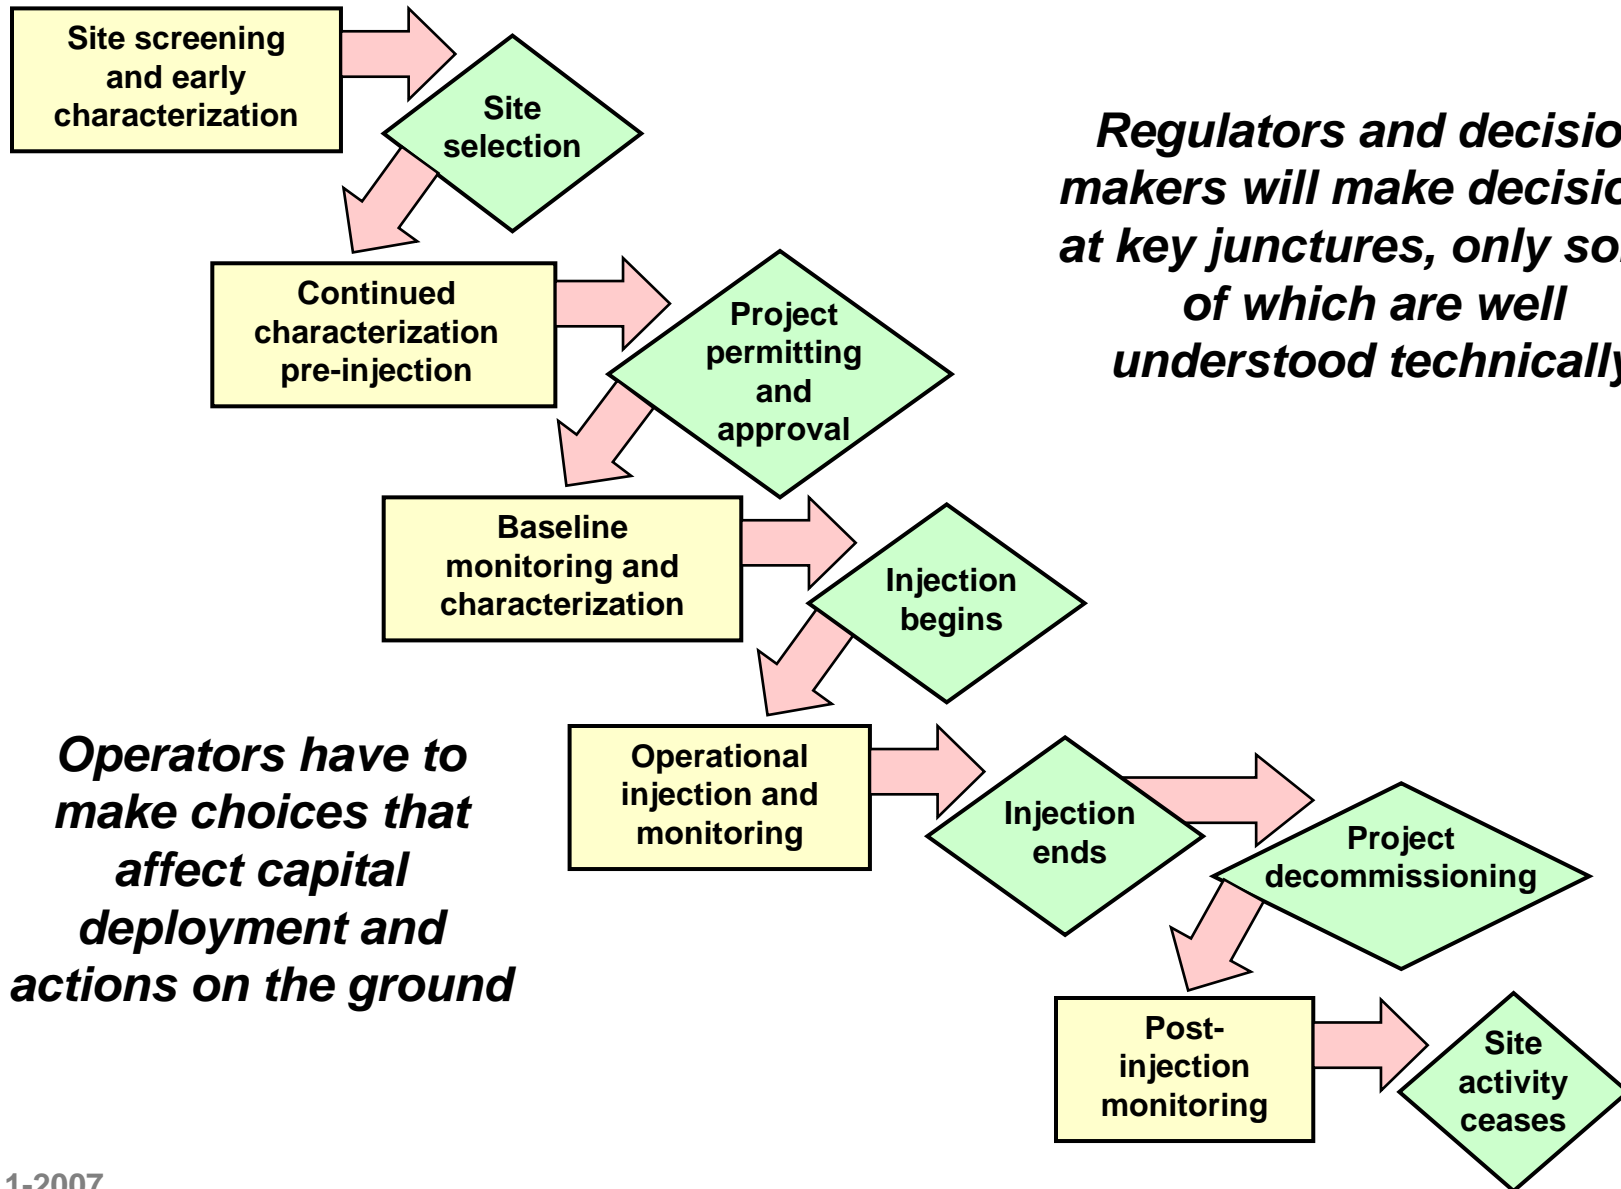 Site screening
and early
characterization
Site
selection
Regulators and decisio
makers will make decisio
at key junctures, only so
of which are well
understood technically
Continued
characterization
pre-injection
Project
permitting
and
approval
Baseline
monitoring and
characterization
Injection
begins
Operators have to
make choices that
affect capital
deployment and
actions on the ground
Operational
injection and
monitoring
Injection
ends
Project
decommissioning
Post-
injection
monitoring
Site
activity
ceases
1-2007